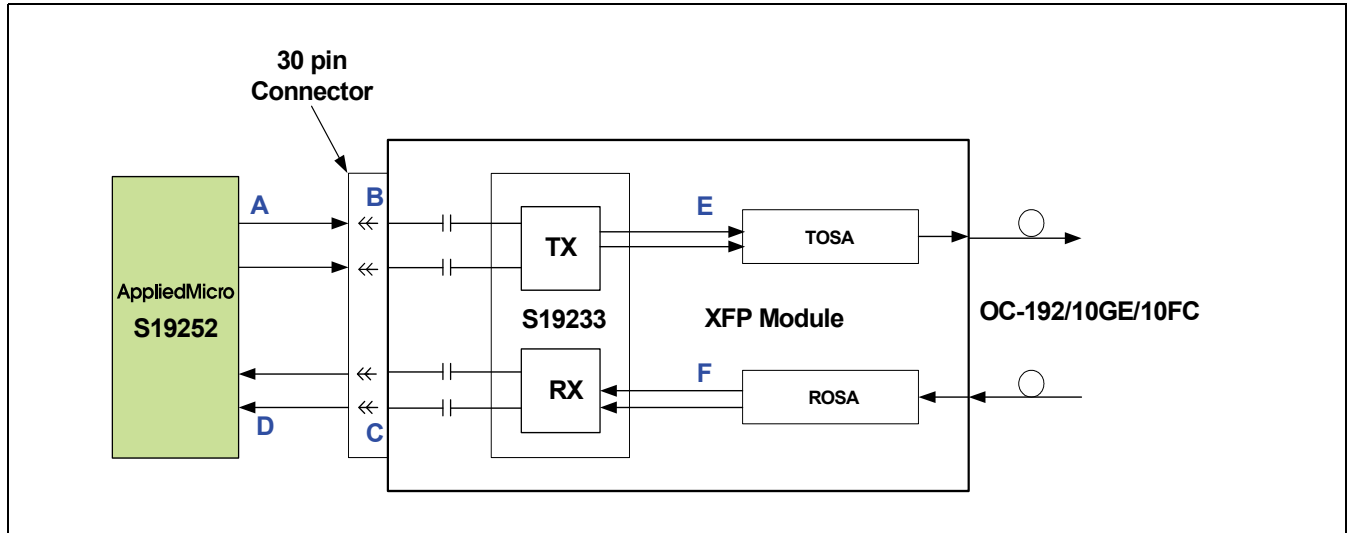 30 pin
Connector
A
B
E
TX
TOSA
AppliedMicro
S19252
S19233
XFP Module
OC-192/10GE/10FC
F
RX
ROSA
D
C